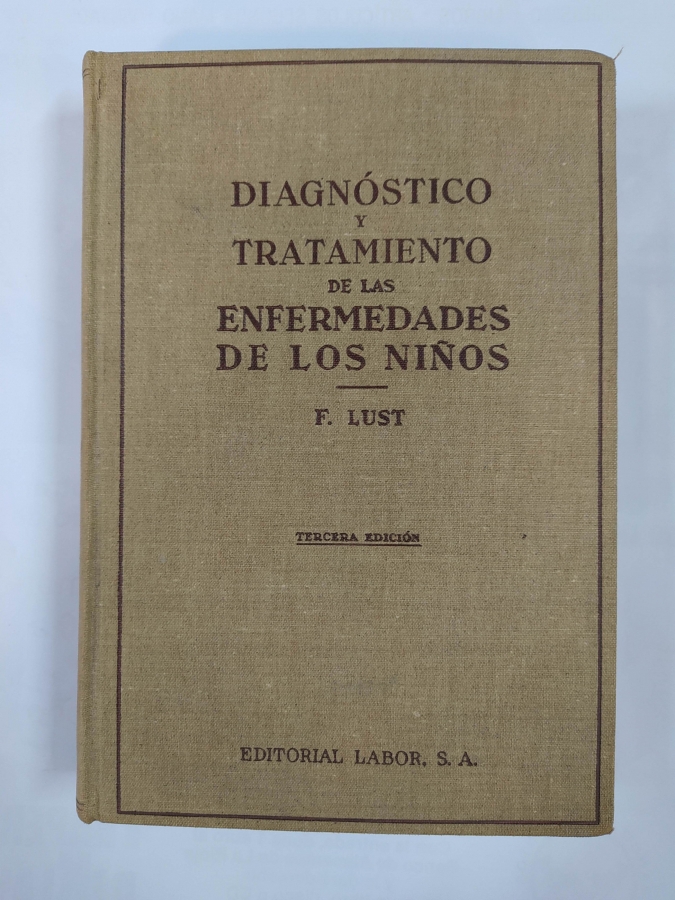 DIAGNÓSTICO
Y
TRATAMIENTO
DE LAS
ENFERMEDADES
DE LOS NIÑOS
F. LUST
TERCERA EDICIÓN
EDITORIAL LABOR, S. A.